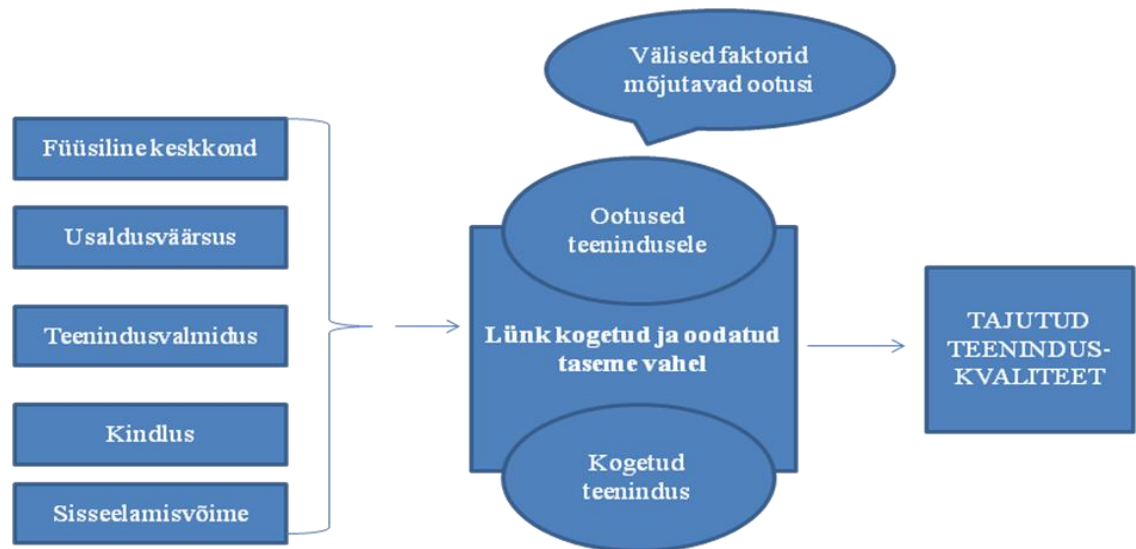 Välised faktorid
mõjutavad ootusi
Füüsiline keskkond
Usaldusväärsus
Teenindusvalmidus
Kindlus
Sisseelamisvõime
Ootused
teenindusele
Lünk kogetud ja oodatud
taseme vahel
Kogetud
teenindus
TAJUTUD
TEENINDUS-
KVALITEET